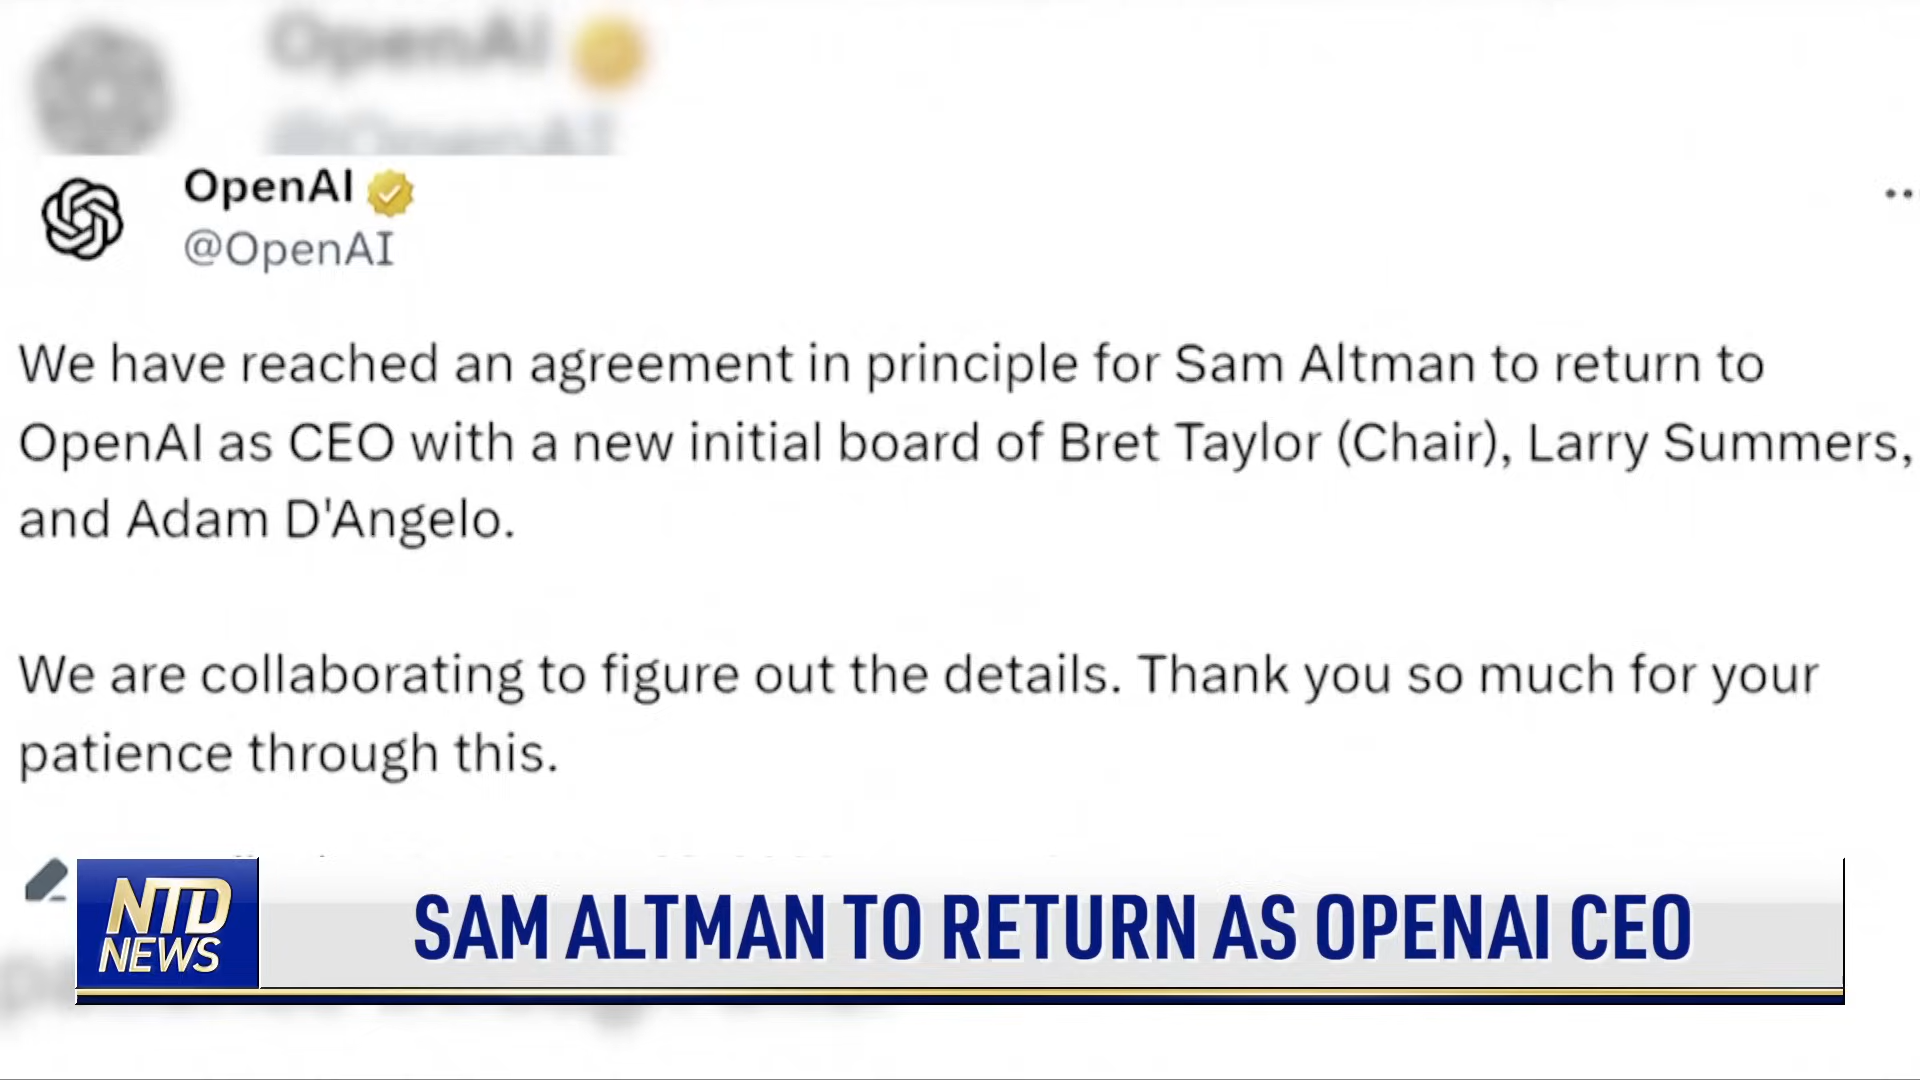 OpenAI
@OpenAI
OpenAI
@OpenAI
We have reached an agreement in principle for Sam Altman to return to
OpenAI as CEO with a new initial board of Bret Taylor (Chair), Larry Summers,
and Adam D'Angelo.
We are collaborating to figure out the details. Thank you so much for your
patience through this.
NTD
NEWS
SAM ALTMAN TO RETURN AS OPENAI CEO